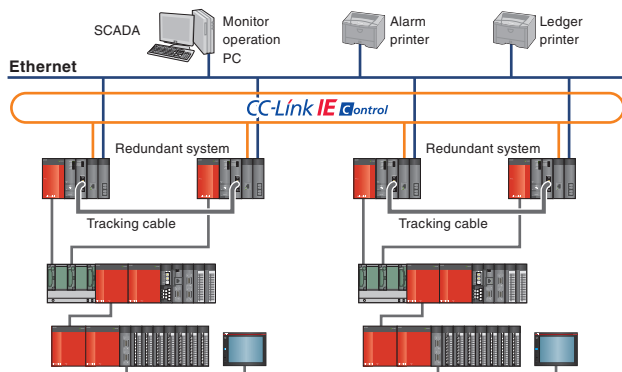 SCADA
Monitor
operation
PC
Alarm
printer
Ledger
printer
Ethernet
CC-Link IE Control
Redundant system
Redundant system
Tracking cable
Tracking cable